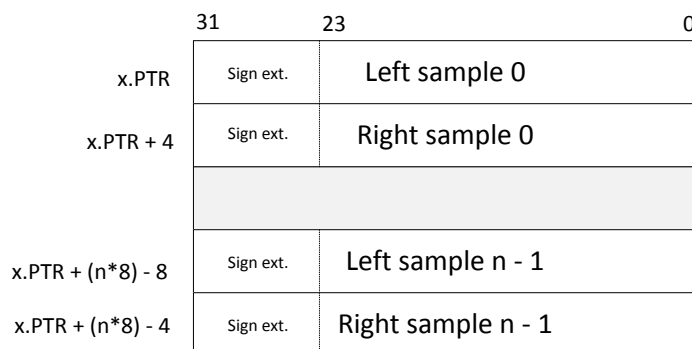 31 23 0
x.PTR Sign ext. Left sample 0
x.PTR + 4 Sign ext. Right sample 0
x.PTR + (n*8) - 8 Sign ext. Left sample n - 1
x.PTR + (n*8) - 4 Sign ext. Right sample n - 1